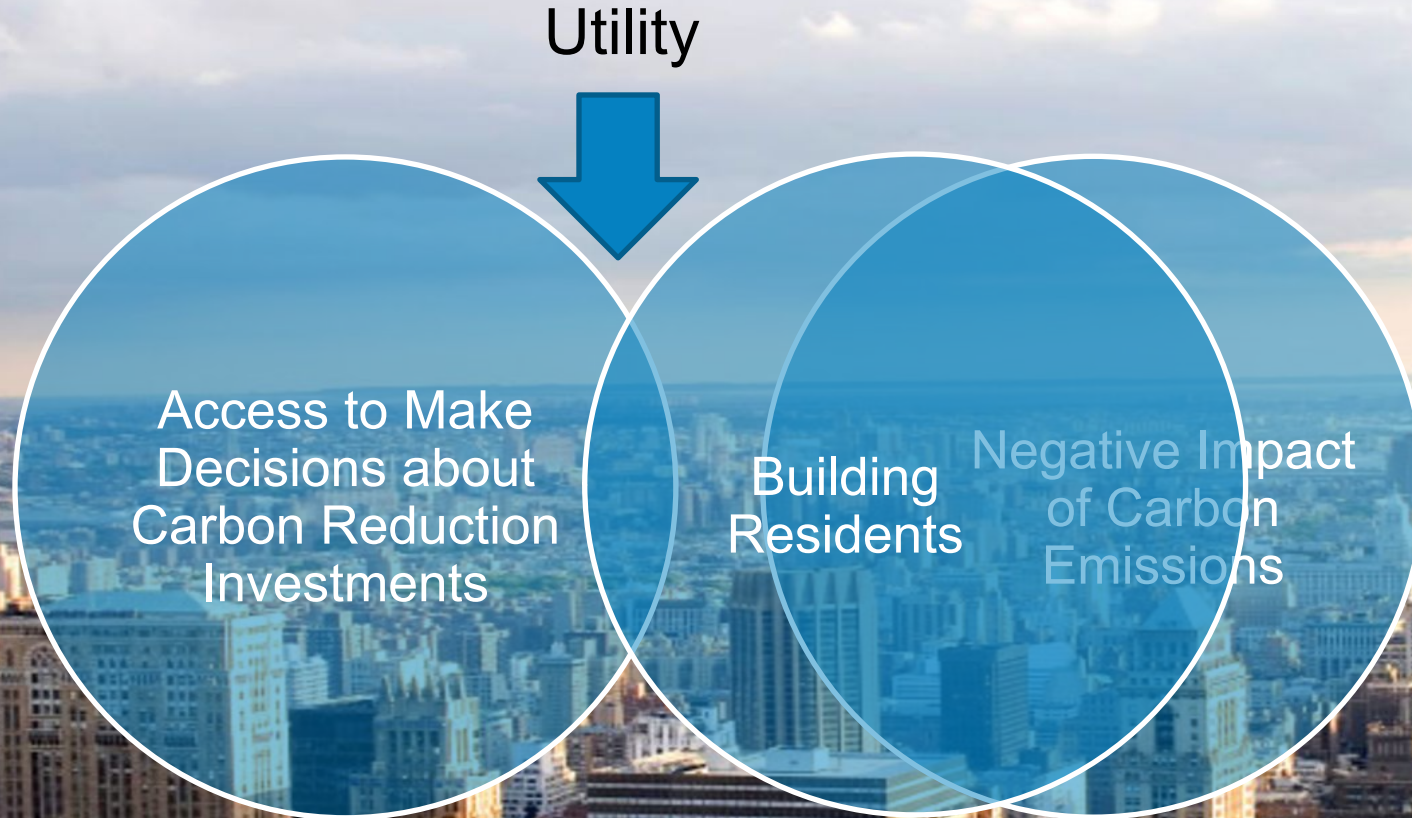 Utility
Access to Make
Decisions about
Carbon Reduction
Investments
Building
Residents
Negative Impact
of Carbon
Emissions